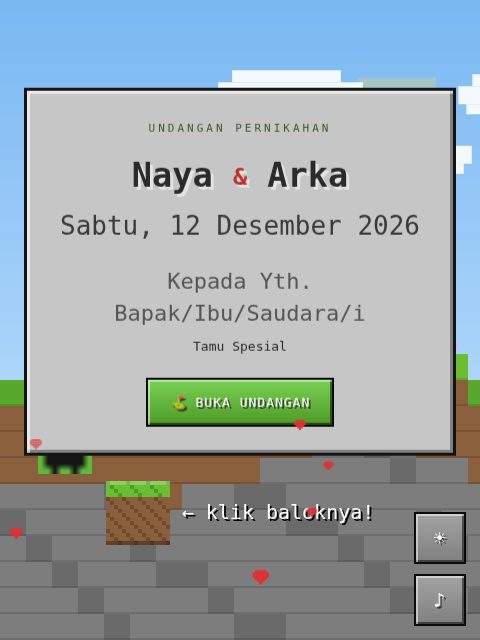 UNDANGAN PERNIKAHAN
Naya & Arka
Sabtu, 12 Desember 2026
Kepada Yth.
Bapak/Ibu/Saudara/i
Tamu Spesial
⛳ BUKA UNDANGAN
← klik baloknya!